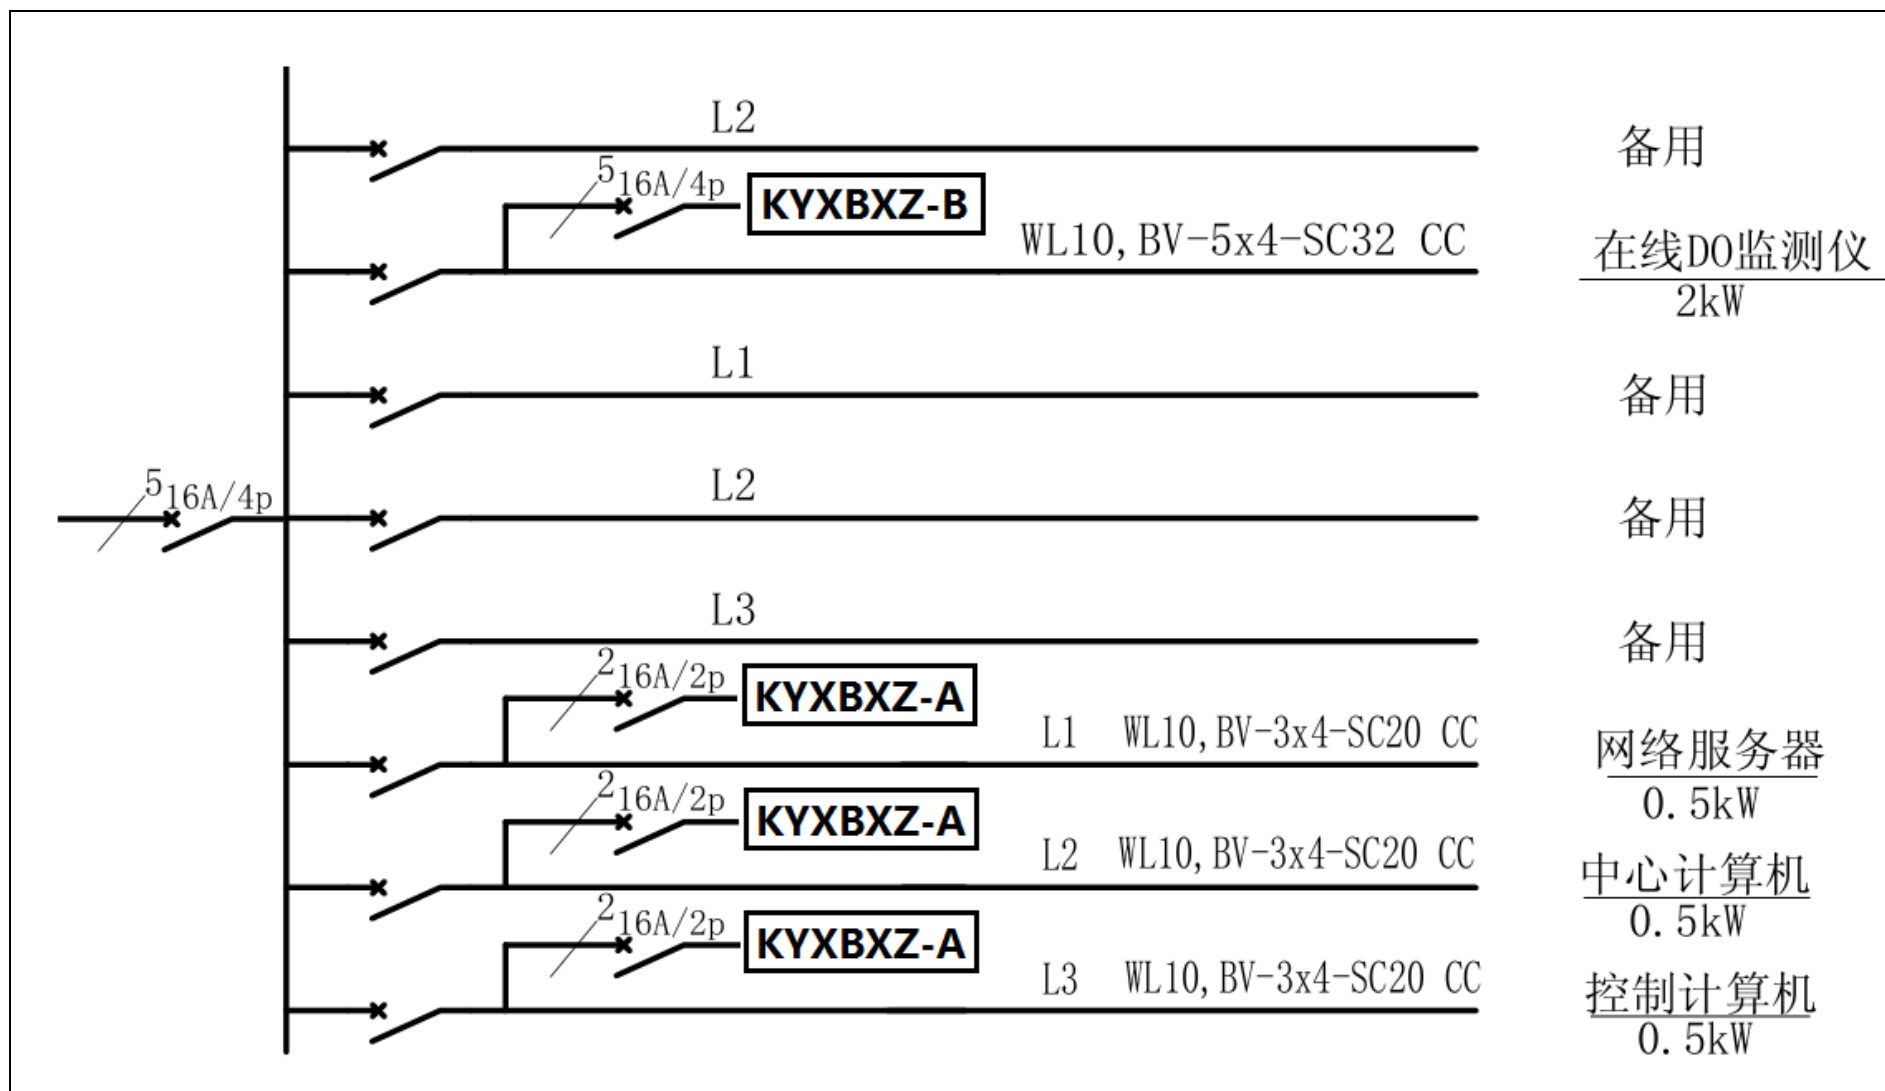 L2
备用
5
16A/4p
KYXBXZ-B
WL10, BV-5x4-SC32 CC
在线DO监测仪
2kW
L1
备用
5
16A/4p
L2
备用
L3
备用
2
16A/2p
KYXBXZ-A
L1 WL10, BV-3x4-SC20 CC
网络服务器
0.5kW
2
16A/2p
KYXBXZ-A
L2 WL10, BV-3x4-SC20 CC
中心计算机
0.5kW
2
16A/2p
KYXBXZ-A
L3 WL10, BV-3x4-SC20 CC
控制计算机
0.5kW